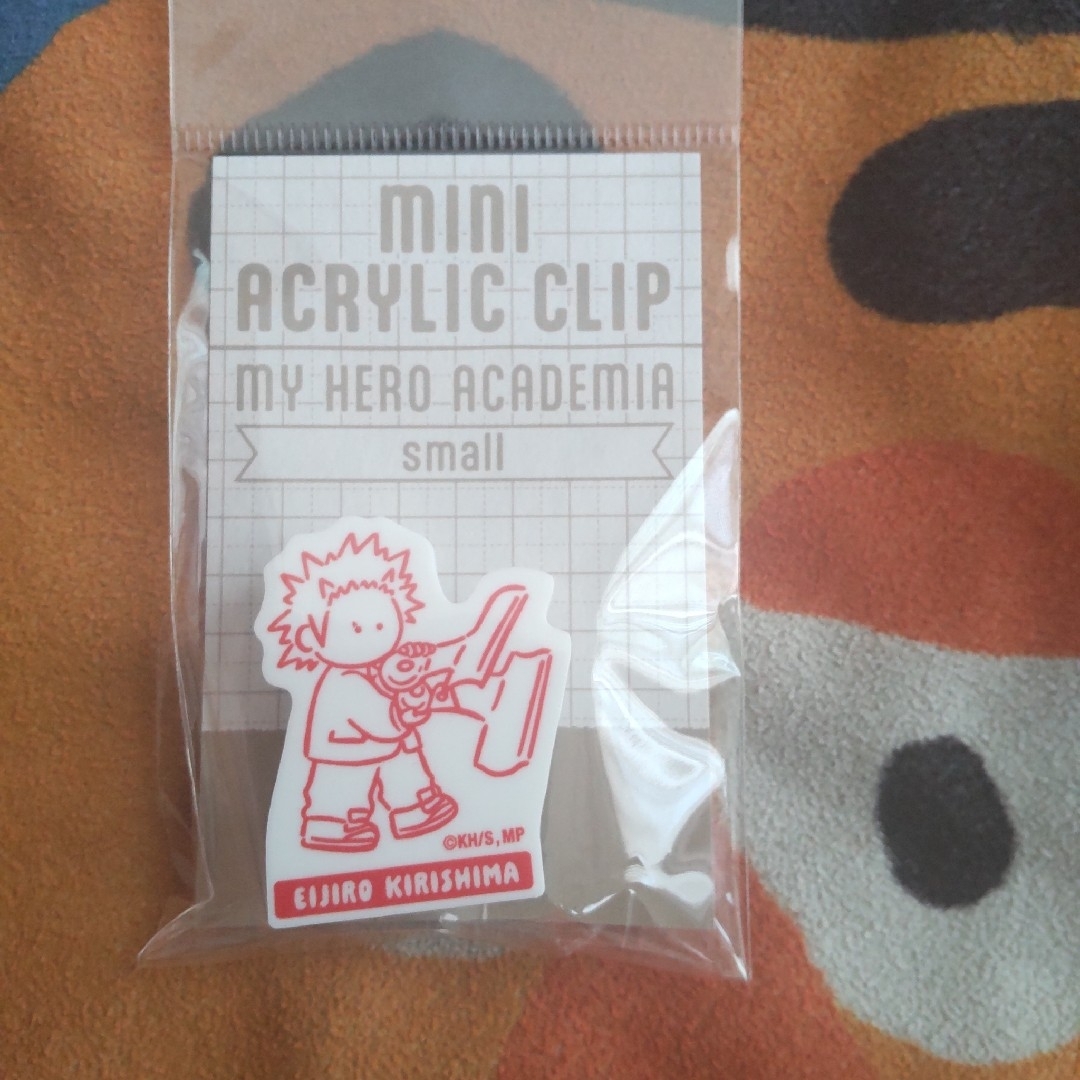 MINI
ACRYLIC CLIP
MY HERO ACADEMIA
small
©KH/S, MP
EIJIRO KIRISHIMA